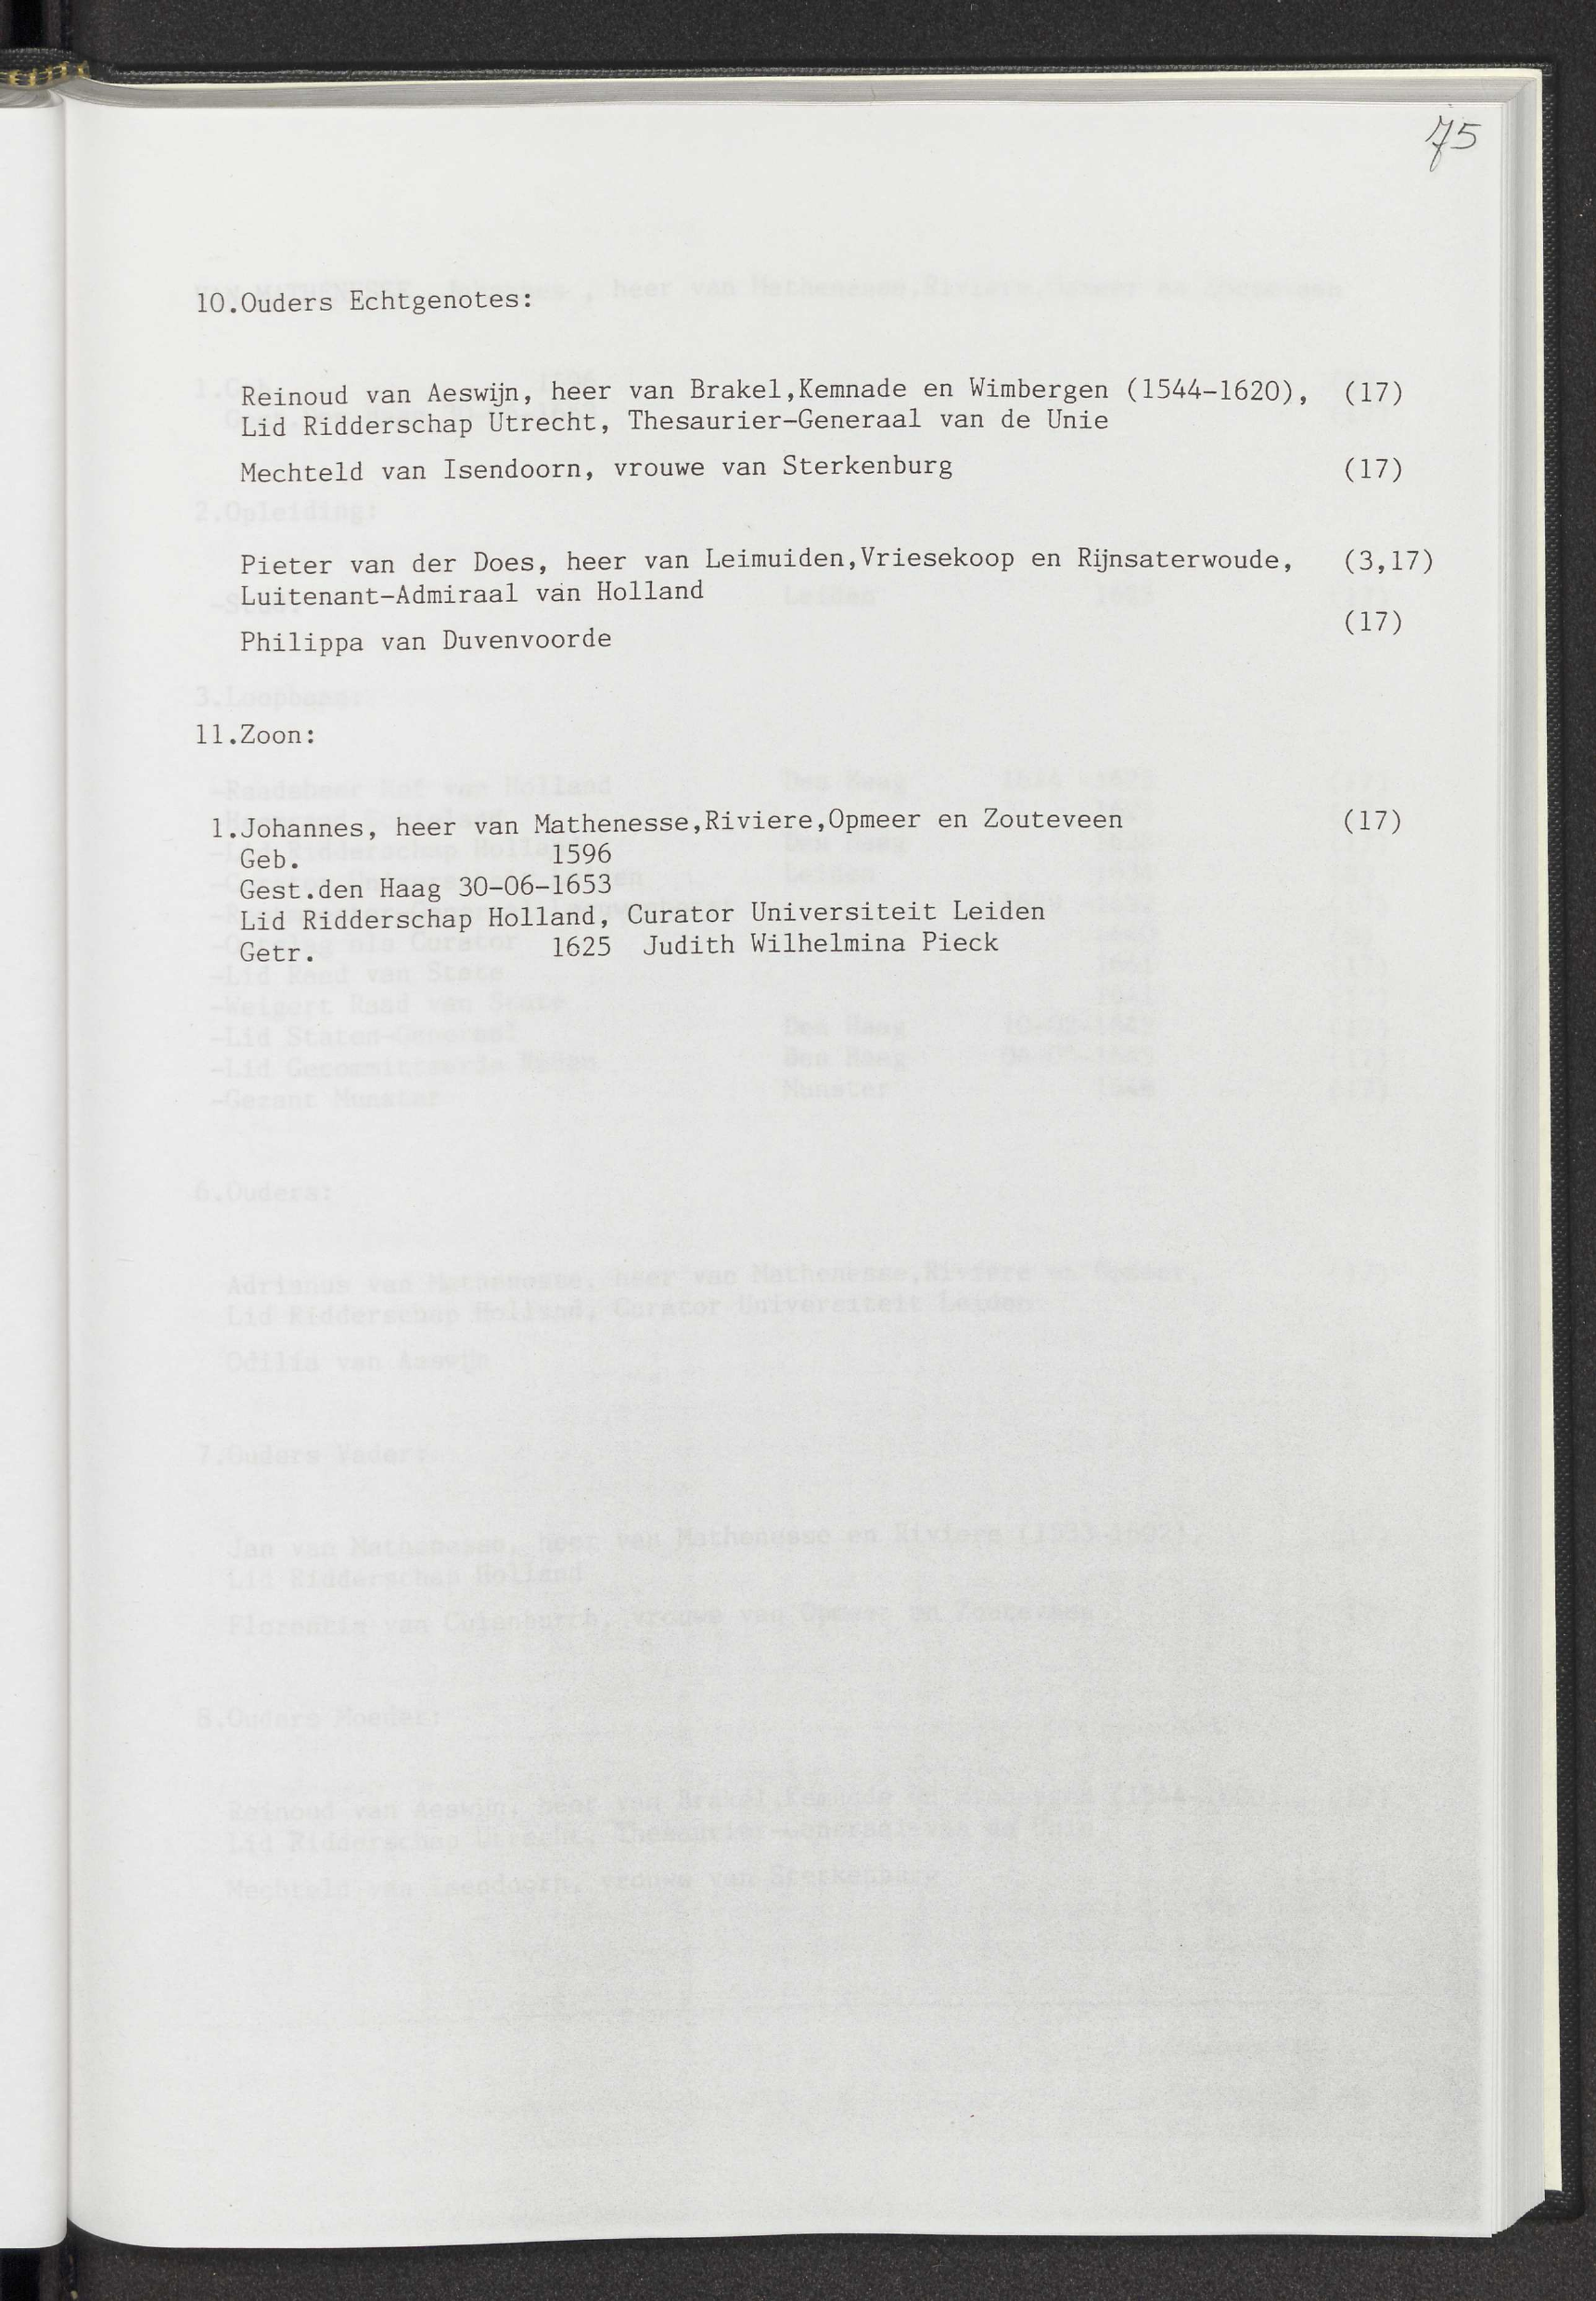 75
10.Ouders Echtgenotes:
Reinoud van Aeswijn, heer van Brakel,Kemnade en Wimbergen (1544-1620), (17)
Lid Ridderschap Utrecht, Thesaurier-Generaal van de Unie
Mechteld van Isendoorn, vrouwe van Sterkenburg (17)
Pieter van der Does, heer van Leimuiden,Vriesekoop en Rijnsaterwoude, (3,17)
Luitenant-Admiraal van Holland
(17)
Philippa van Duvenvoorde
11.Zoon:
1.Johannes, heer van Mathenesse,Riviere,Opmeer en Zouteveen (17)
Geb. 1596
Gest.den Haag 30-06-1653
Lid Ridderschap Holland, Curator Universiteit Leiden
Getr. 1625 Judith Wilhelmina Pieck